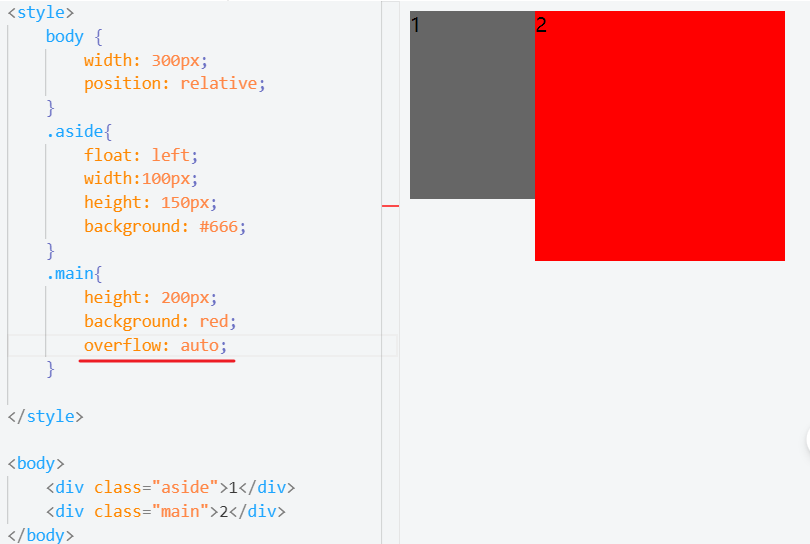 <style>
    body {
        width: 300px;
        position: relative;
    }
    .aside{
        float: left;
        width:100px;
        height: 150px;
        background: #666;
    }
    .main{
        height: 200px;
        background: red;
        overflow: auto;
    }
</style>
<body>
    <div class="aside">1</div>
    <div class="main">2</div>
</body>
1
2